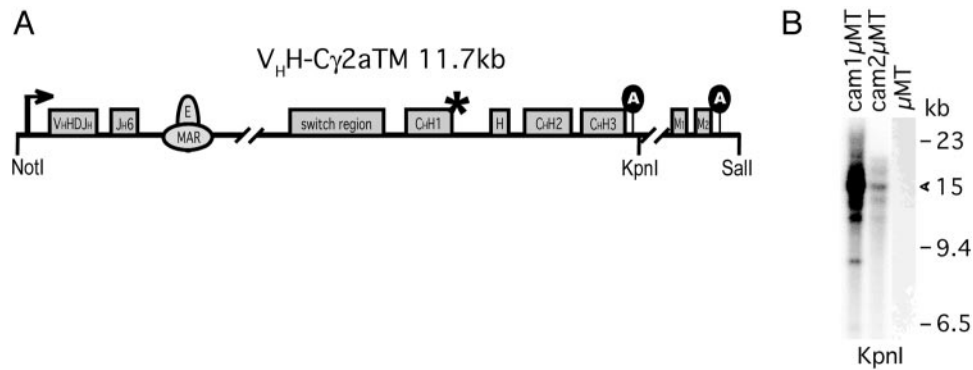 A
VHH-Cγ2aTM 11.7kb
VHHDJH
JH6
E
MAR
switch region
CHH1
*
H
CHH2
CHH3
A
M1
M2
A
NotI
KpnI
SalI
B
cam1μMT
cam2μMT
μMT
kb
23
15
9.4
6.5
KpnI